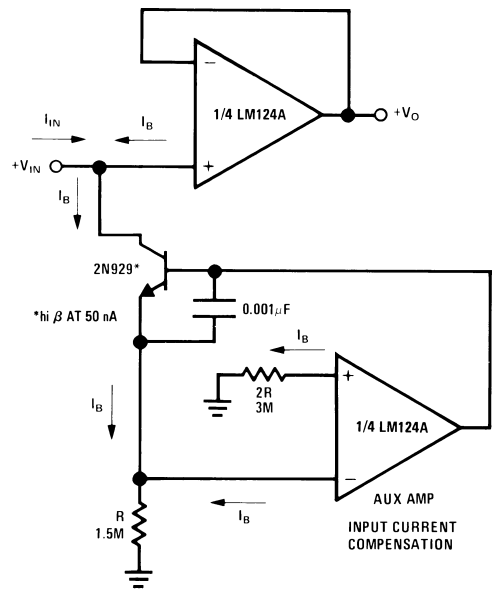 −
1/4 LM124A
+V_O
I_IN
I_B
+V_IN
+
I_B
2N929*
*hi β AT 50 nA
0.001μF
I_B
+
2R
3M
1/4 LM124A
I_B
−
AUX AMP
I_B
R
1.5M
INPUT CURRENT
COMPENSATION